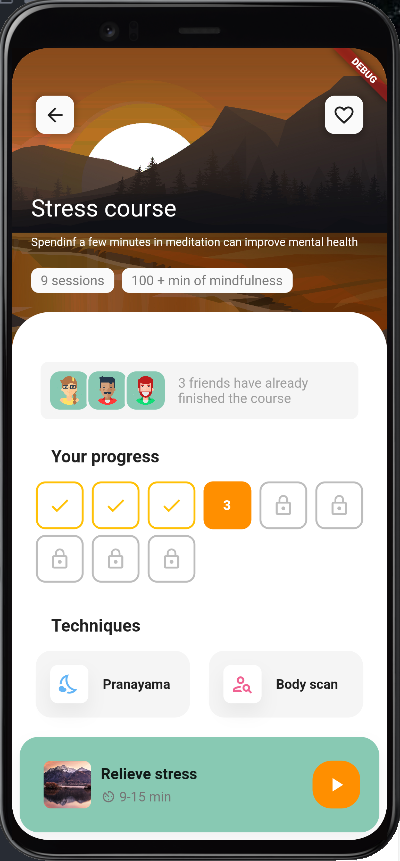 DEBUG
Stress course
Spendinf a few minutes in meditation can improve mental health
9 sessions
100 + min of mindfulness
3 friends have already
finished the course
Your progress
3
Techniques
Pranayama
Body scan
Relieve stress
9-15 min